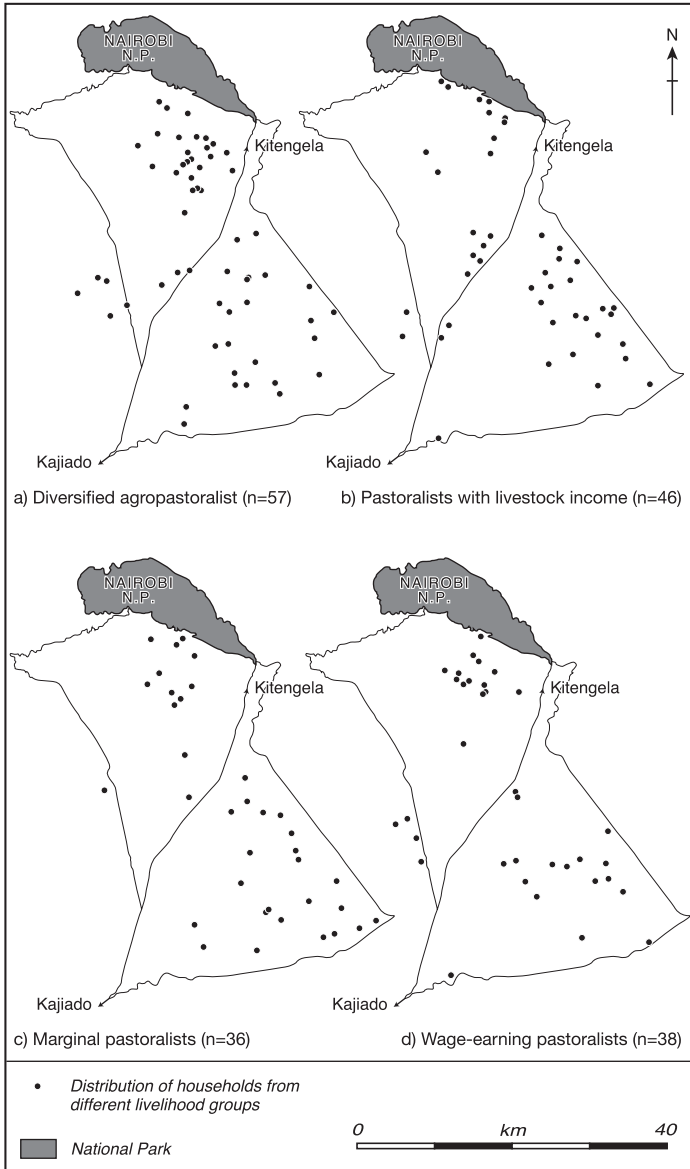 NAIROBI
N.P.
Kitengela
Kajiado
a) Diversified agropastoralist (n=57)
NAIROBI
N.P.
N
Kitengela
Kajiado
b) Pastoralists with livestock income (n=46)
NAIROBI
N.P.
Kitengela
Kajiado
c) Marginal pastoralists (n=36)
NAIROBI
N.P.
Kitengela
Kajiado
d) Wage-earning pastoralists (n=38)
Distribution of households from
different livelihood groups
National Park
0 km 40